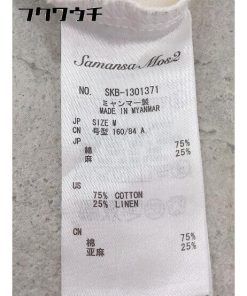 フクワウチ
Samansa Mos2
NO. SKB-1301371
ミャンマー製
MADE IN MYANMAR
JP SIZE M
CN 号型 160/84 A
JP
棉 75%
麻 25%
US
75% COTTON
25% LINEN
CN
棉 75%
亚麻 25%